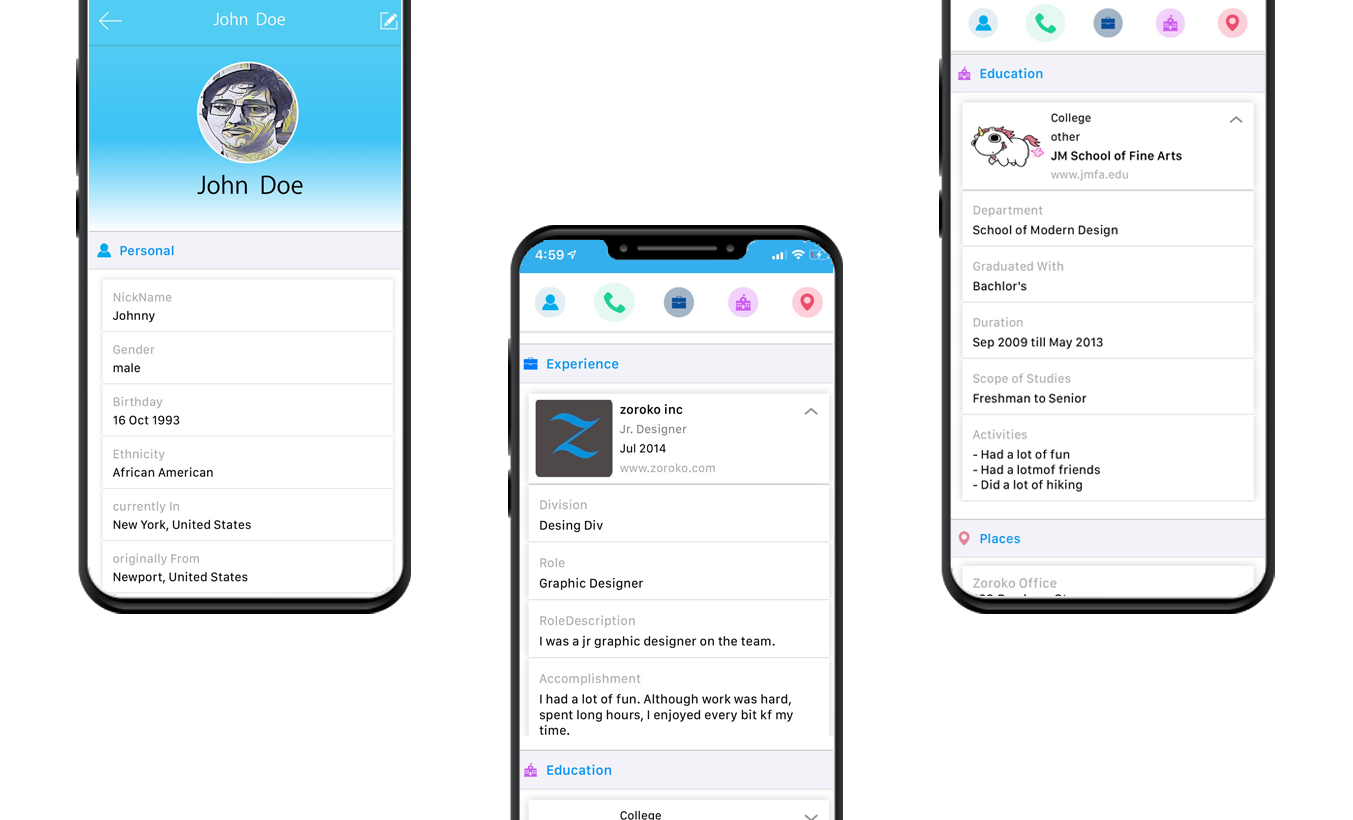 John Doe
John Doe
Personal
NickName
Johnny
Gender
male
Birthday
16 Oct 1993
Ethnicity
African American
currently In
New York, United States
originally From
Newport, United States
4:59
Experience
zoroko inc
Jr. Designer
Jul 2014
www.zoroko.com
Division
Desing Div
Role
Graphic Designer
RoleDescription
I was a jr graphic designer on the team.
Accomplishment
I had a lot of fun. Although work was hard,
spent long hours, I enjoyed every bit kf my
time.
Education
College
Education
College
other
JM School of Fine Arts
www.jmfa.edu
Department
School of Modern Design
Graduated With
Bachlor's
Duration
Sep 2009 till May 2013
Scope of Studies
Freshman to Senior
Activities
- Had a lot of fun
- Had a lotmof friends
- Did a lot of hiking
Places
Zoroko Office